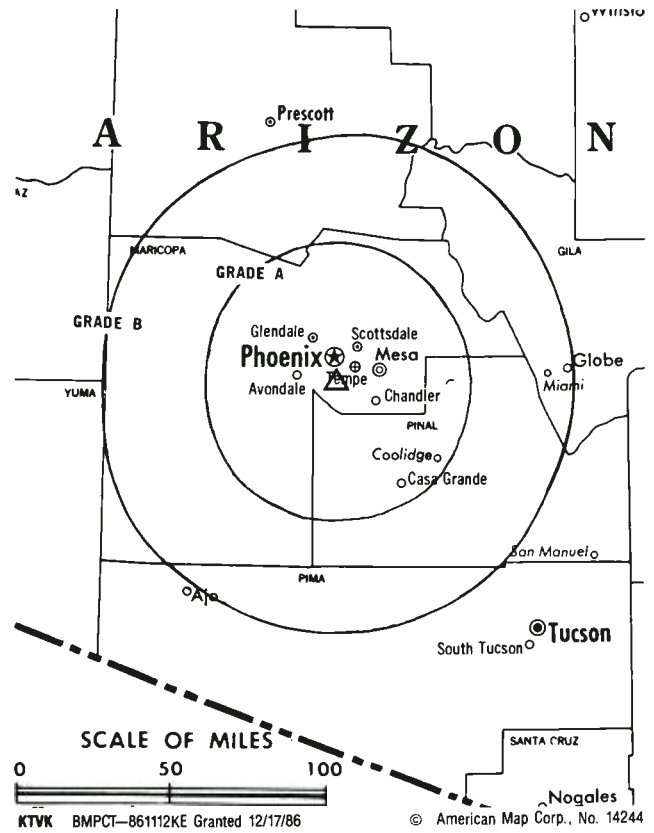 Prescott
A R I Z O N
AZ
MARICOPA
GILA
GRADE A
GRADE B
Glendale
Scottsdale
Phoenix
Mesa
Globe
Tempe
Miami
Avondale
YUMA
Chandler
PINAL
Coolidge
Casa Grande
San Manuel
PIMA
Ajo
Tucson
South Tucson
SCALE OF MILES
SANTA CRUZ
0 50 100
Nogales
KTVK BMPCT—861112KE Granted 12/17/86 © American Map Corp., No. 14244